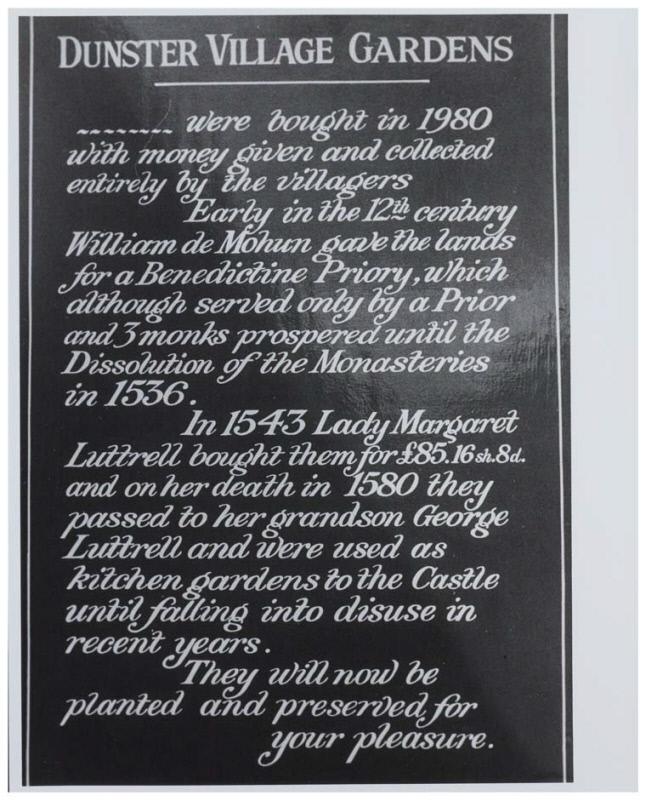 DUNSTER VILLAGE GARDENS
~~~~~~~~ were bought in 1980
with money given and collected
entirely by the villagers
Early in the 12th century
William de Mohun gave the lands
for a Benedictine Priory, which
although served only by a Prior
and 3 monks prospered until the
Dissolution of the Monasteries
in 1536.
In 1543 Lady Margaret
Luttrell bought them for £85.16 sh.8d.
and on her death in 1580 they
passed to her grandson George
Luttrell and were used as
kitchen gardens to the Castle
until falling into disuse in
recent years.
They will now be
planted and preserved for
your pleasure.